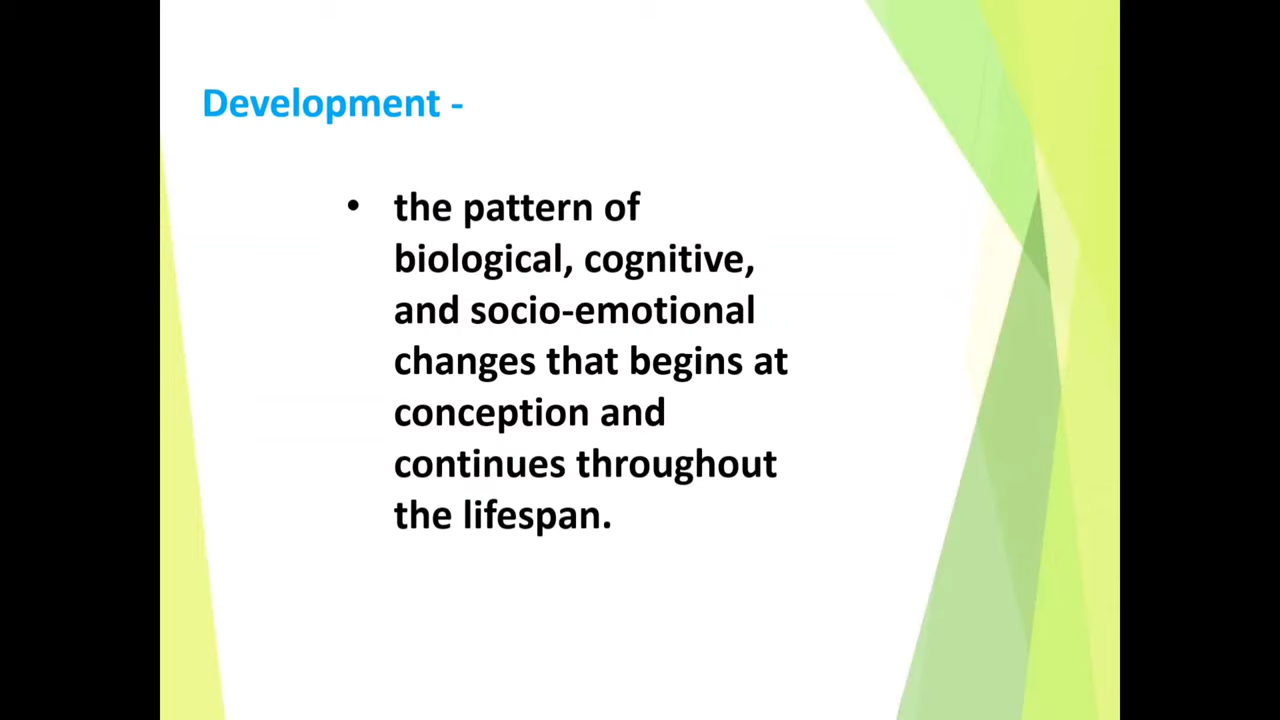 Development -
• the pattern of
biological, cognitive,
and socio-emotional
changes that begins at
conception and
continues throughout
the lifespan.